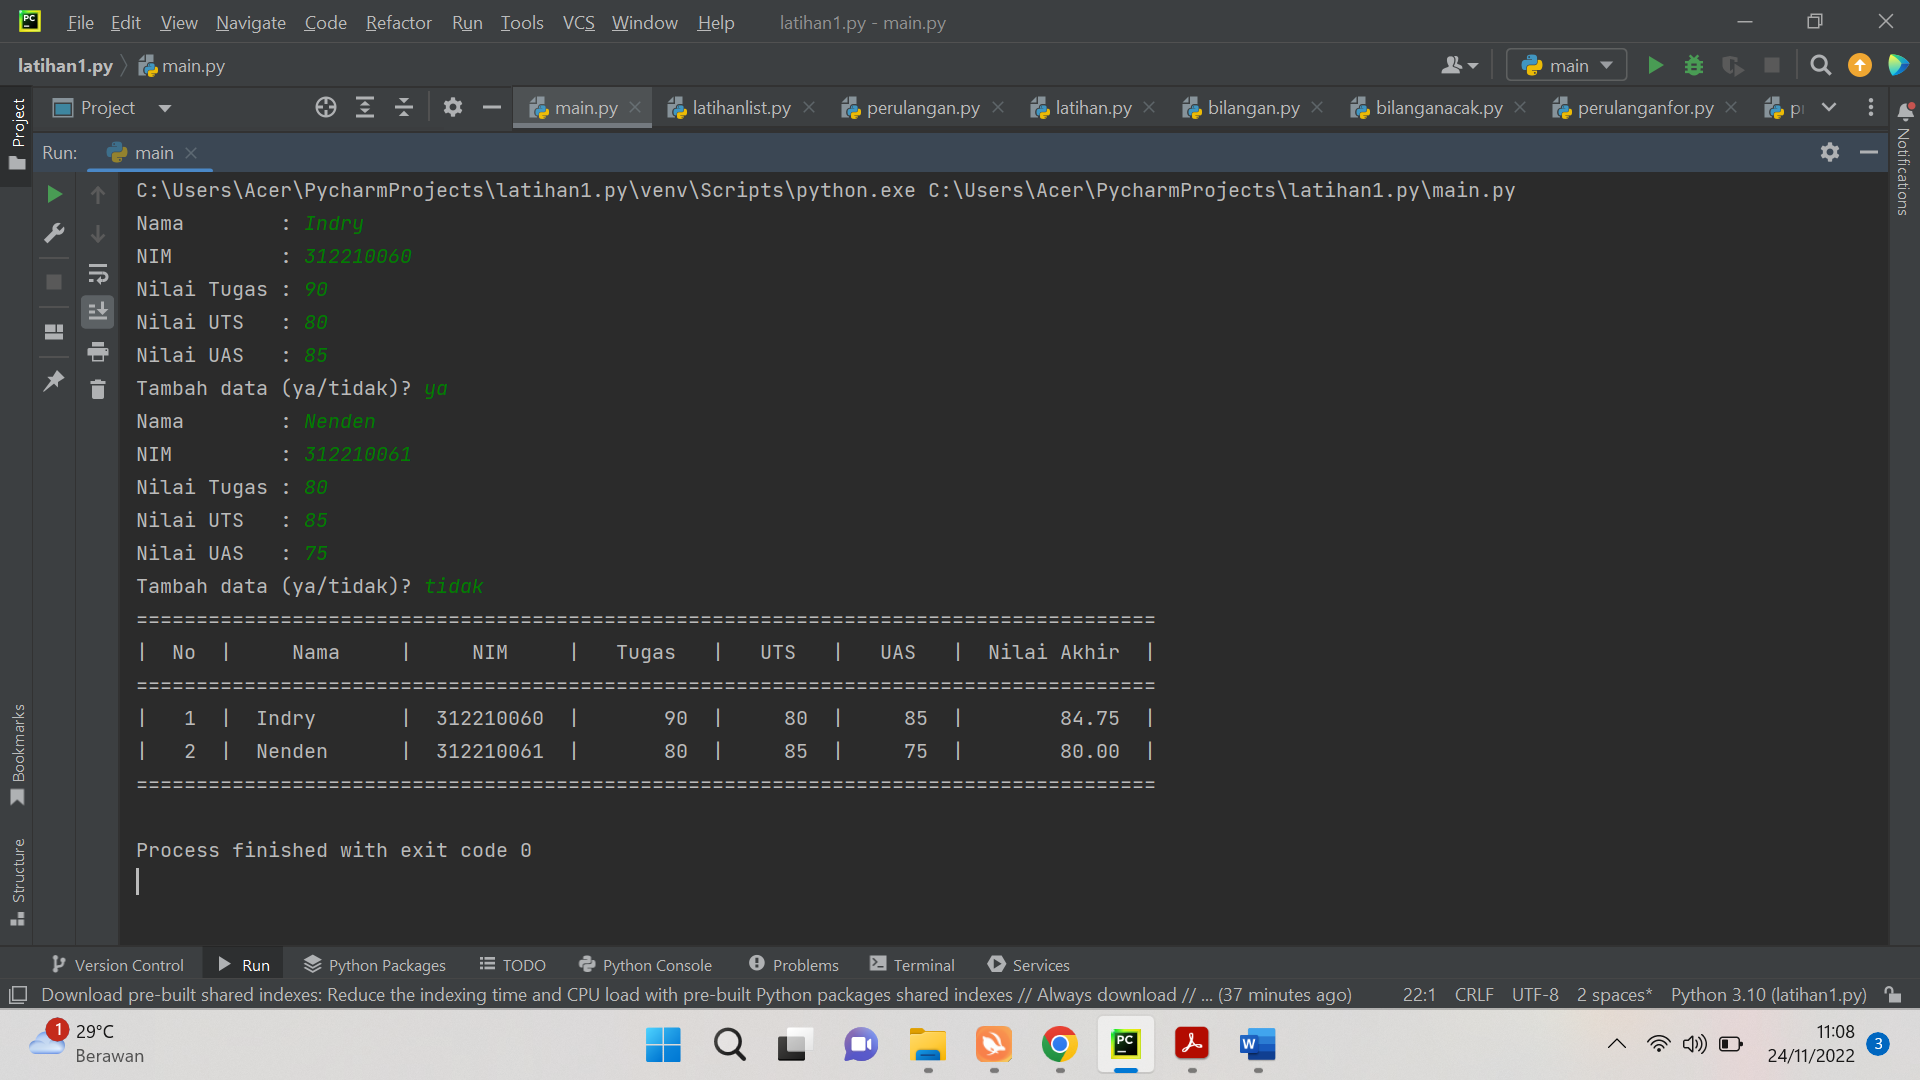 PC File Edit View Navigate Code Refactor Run Tools VCS Window Help latihan1.py - main.py
latihan1.py main.py main
Project main.py latihanlist.py perulangan.py latihan.py bilangan.py bilanganacak.py perulanganfor.py
Project
Notifications
Run: main
C:\Users\Acer\PycharmProjects\latihan1.py\venv\Scripts\python.exe C:\Users\Acer\PycharmProjects\latihan1.py\main.py
Nama        : Indry
NIM         : 312210060
Nilai Tugas : 90
Nilai UTS   : 80
Nilai UAS   : 85
Tambah data (ya/tidak)? ya
Nama        : Nenden
NIM         : 312210061
Nilai Tugas : 80
Nilai UTS   : 85
Nilai UAS   : 75
Tambah data (ya/tidak)? tidak
=====================================================================================
|  No  |     Nama     |     NIM     |   Tugas   |   UTS   |   UAS   |  Nilai Akhir  |
=====================================================================================
|   1  |  Indry       |  312210060  |       90  |     80  |     85  |        84.75  |
|   2  |  Nenden      |  312210061  |       80  |     85  |     75  |        80.00  |
=====================================================================================
Process finished with exit code 0
Bookmarks
Structure
Version Control Run Python Packages TODO Python Console Problems Terminal Services
Download pre-built shared indexes: Reduce the indexing time and CPU load with pre-built Python packages shared indexes // Always download // ... (37 minutes ago) 22:1 CRLF UTF-8 2 spaces* Python 3.10 (latihan1.py)
1 29°C
Berawan
PC
W
11:08
24/11/2022
3